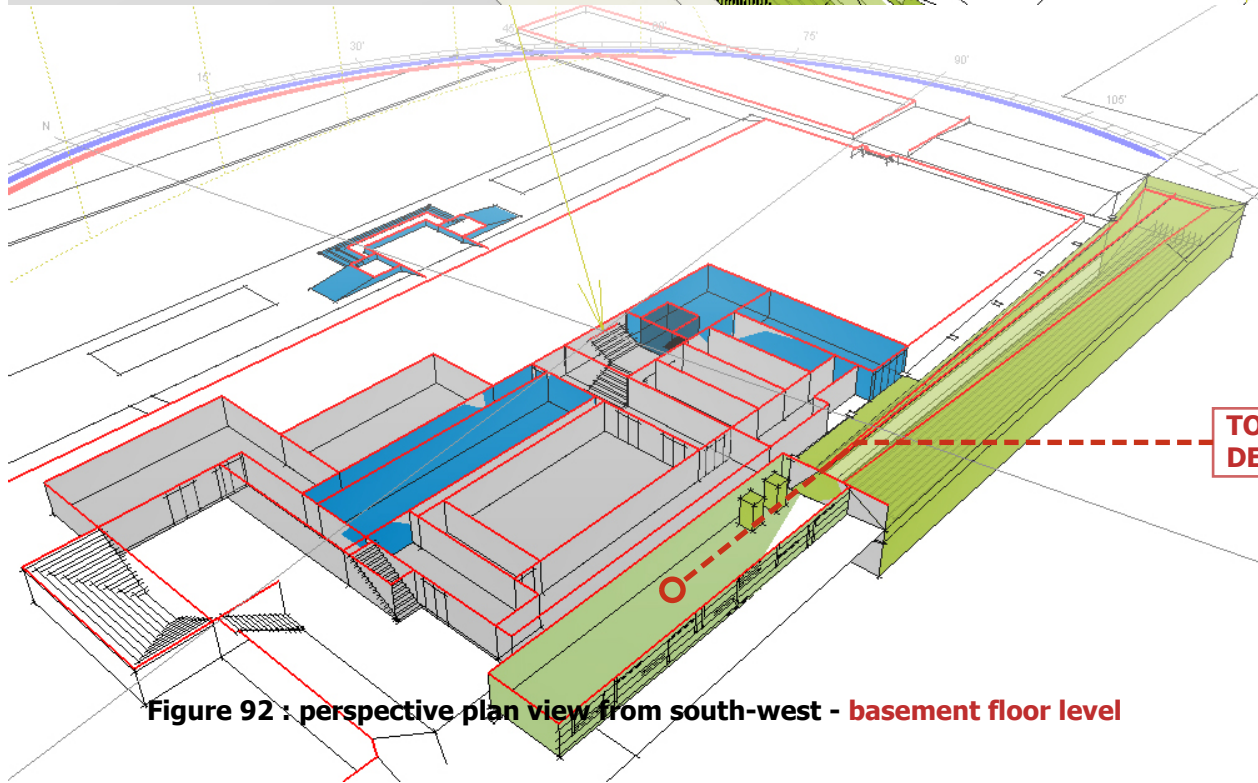 N
15'
30'
45'
60'
75'
90'
105'
TO
DE
Figure 92 : perspective plan view from south-west - basement floor level